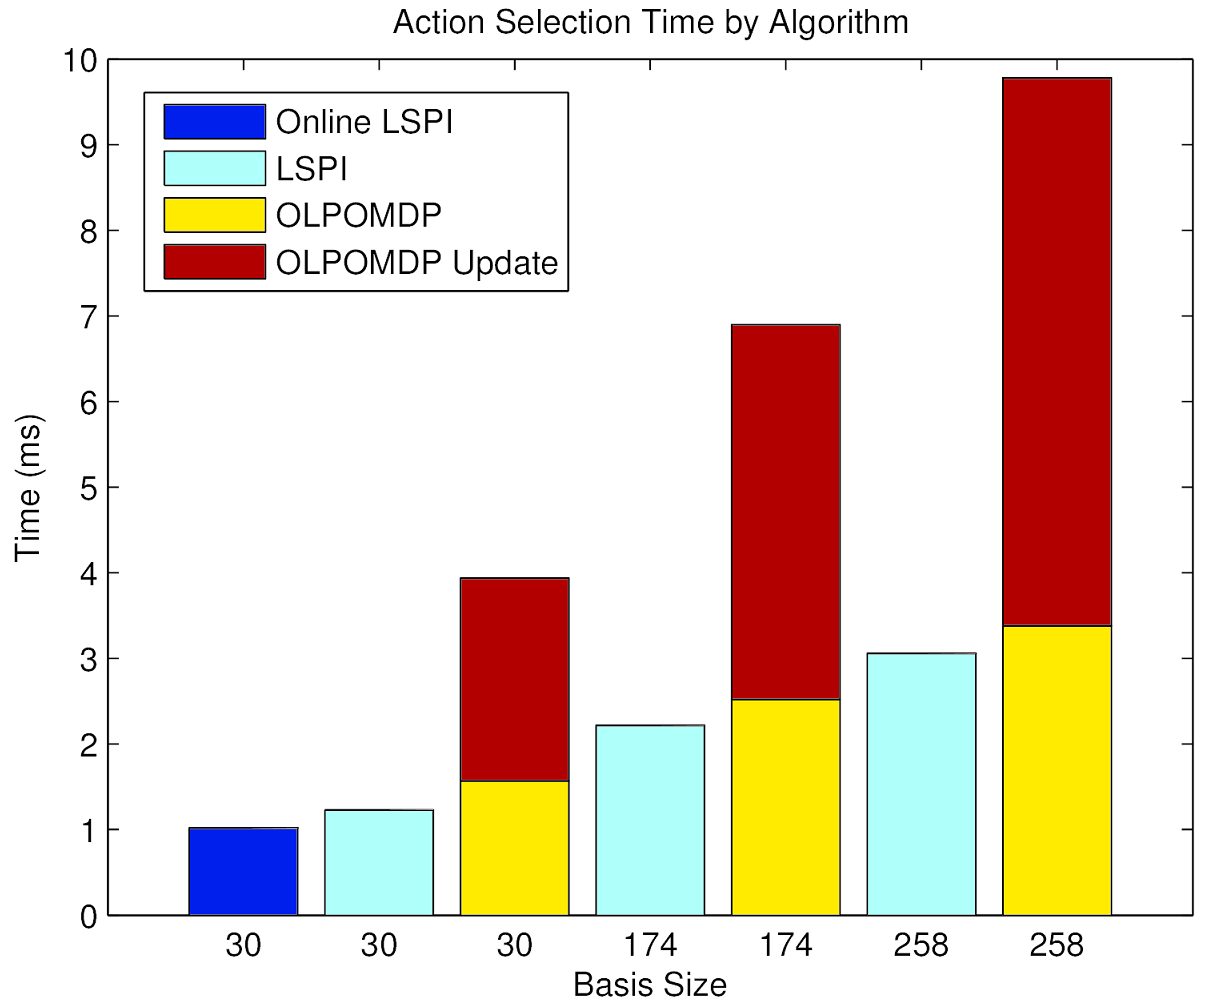 Action Selection Time by Algorithm
10
9
8
7
6
5
4
3
2
1
0
Time (ms)
Online LSPI
LSPI
OLPOMDP
OLPOMDP Update
30 30 30 174 174 258 258
Basis Size